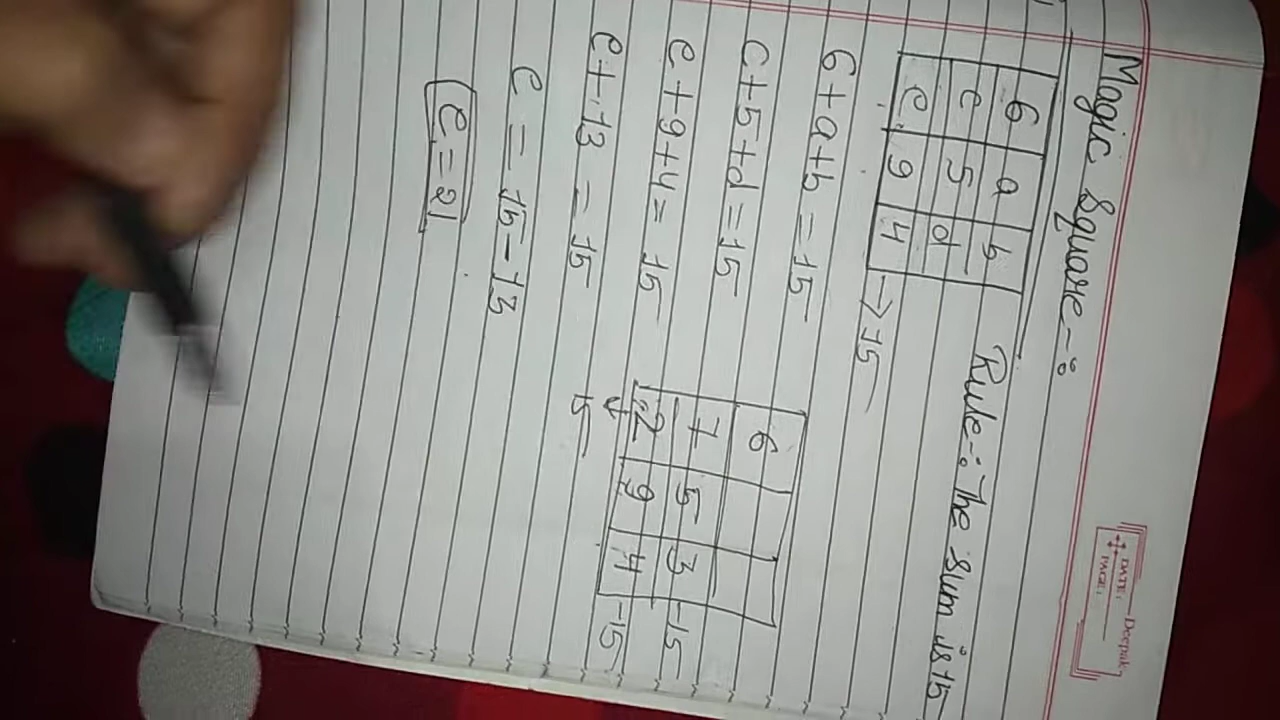 DATE:
PAGE:
Deepak
Magic Square-:
6 a b
c 5 d
e 9 4 → 15
Rule-: The sum is 15
6+a+b = 15
c+5+d = 15
e+9+4 = 15
e+13 = 15
e = 15-13
e = 2
6
7 5 3 -15
2 9 4 -15
↓
15